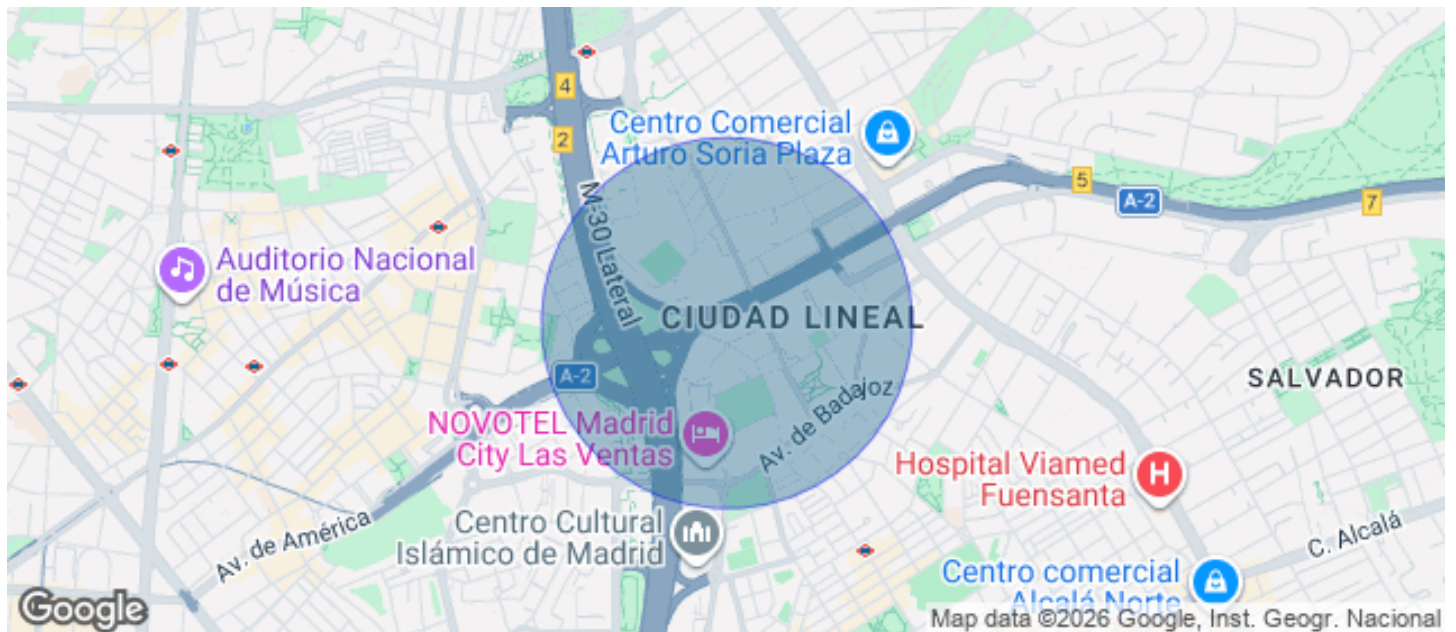 4
2
Centro Comercial
Arturo Soria Plaza
5
A-2
7
M-30 Lateral
Auditorio Nacional
de Música
CIUDAD LINEAL
A-2
SALVADOR
Av. de Badajoz
NOVOTEL Madrid
City Las Ventas
Hospital Viamed
Fuensanta
Av. de América
Centro Cultural
Islámico de Madrid
C. Alcalá
Centro comercial
Alcalá Norte
Google
Map data ©2026 Google, Inst. Geogr. Nacional